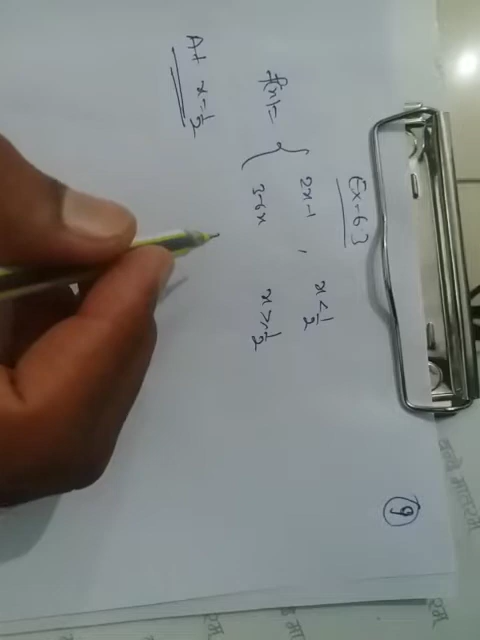 Ex-6.3
9
f(x)= { 2x-1 , x<1/2
3-6x x>1/2
At x=1/2